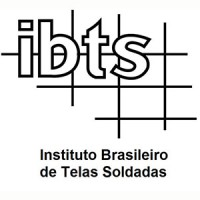 ibts
Instituto Brasileiro
de Telas Soldadas